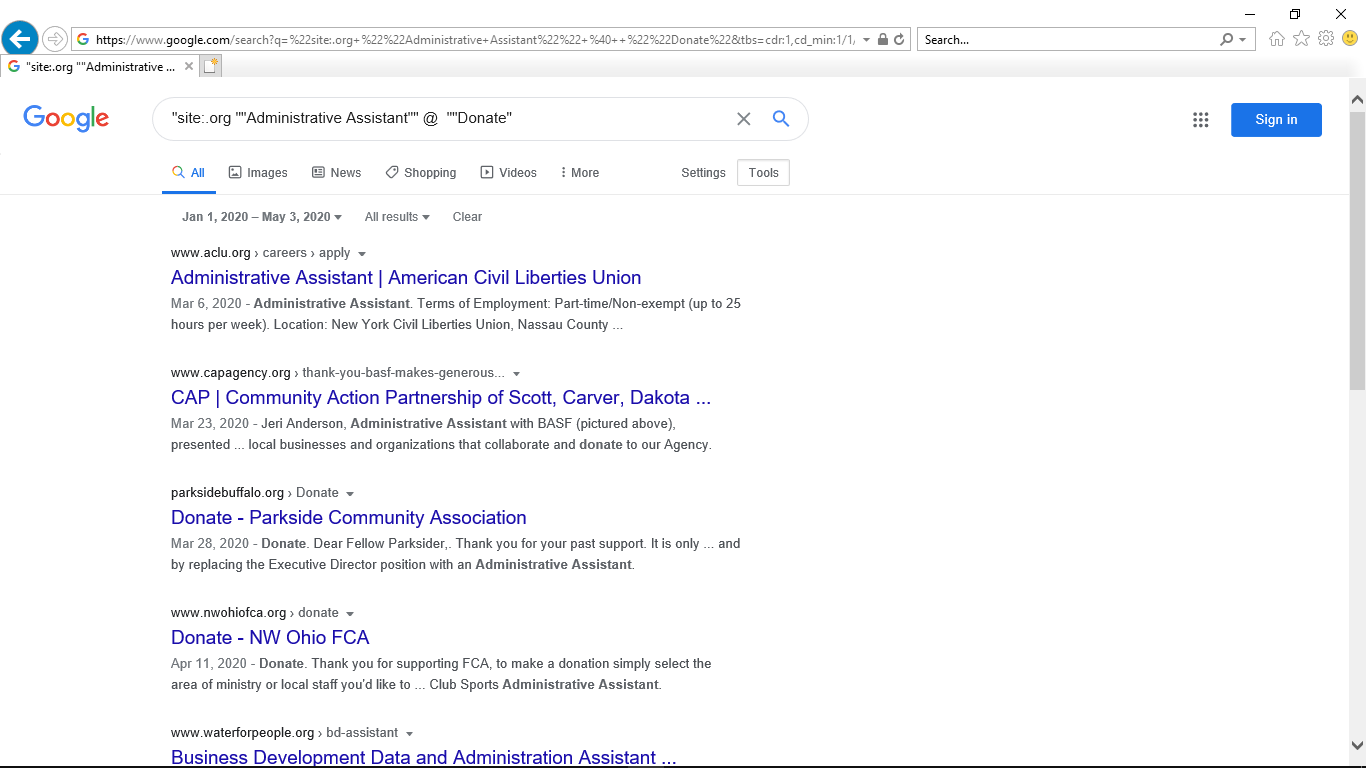 https://www.google.com/search?q=%22site:.org+%22%22Administrative+Assistant%22%22+%40++%22%22Donate%22&tbs=cdr:1,cd_min:1/1/
Search...
"site:.org ""Administrative ...
Google
"site:.org ""Administrative Assistant"" @  ""Donate"
Sign in
All Images News Shopping Videos More Settings Tools
Jan 1, 2020 – May 3, 2020 All results Clear
www.aclu.org › careers › apply
Administrative Assistant | American Civil Liberties Union
Mar 6, 2020 - Administrative Assistant. Terms of Employment: Part-time/Non-exempt (up to 25
hours per week). Location: New York Civil Liberties Union, Nassau County ...
www.capagency.org › thank-you-basf-makes-generous...
CAP | Community Action Partnership of Scott, Carver, Dakota ...
Mar 23, 2020 - Jeri Anderson, Administrative Assistant with BASF (pictured above),
presented ... local businesses and organizations that collaborate and donate to our Agency.
parksidebuffalo.org › Donate
Donate - Parkside Community Association
Mar 28, 2020 - Donate. Dear Fellow Parksider,. Thank you for your past support. It is only ... and
by replacing the Executive Director position with an Administrative Assistant.
www.nwohiofca.org › donate
Donate - NW Ohio FCA
Apr 11, 2020 - Donate. Thank you for supporting FCA, to make a donation simply select the
area of ministry or local staff you'd like to ... Club Sports Administrative Assistant.
www.waterforpeople.org › bd-assistant
Business Development Data and Administration Assistant ...